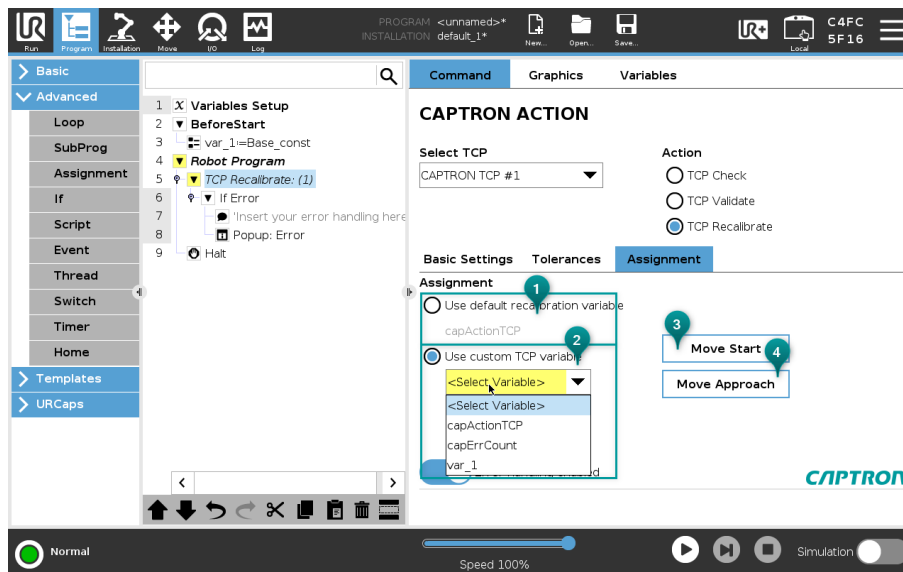 PROGRAM <unnamed>*
INSTALLATION default_1*
C4FC
5F16
Run
Program
Installation
Move
I/O
Log
New...
Open...
Save...
Local
Basic
Advanced
Loop
SubProg
Assignment
If
Script
Event
Thread
Switch
Timer
Home
Templates
URCaps
1 X Variables Setup
2 BeforeStart
3 var_1≔Base_const
4 Robot Program
5 TCP Recalibrate: (1)
6 If Error
7 'Insert your error handling here
8 Popup: Error
9 Halt
Command Graphics Variables
CAPTRON ACTION
Select TCP
CAPTRON TCP #1
Action
TCP Check
TCP Validate
TCP Recalibrate
Basic Settings Tolerances Assignment
Assignment
1
Use default recalibration variable
capActionTCP
2
Use custom TCP variable
<Select Variable>
<Select Variable>
capActionTCP
capErrCount
var_1
3
Move Start
4
Move Approach
enabled
CAPTRON
Normal
Speed 100%
Simulation